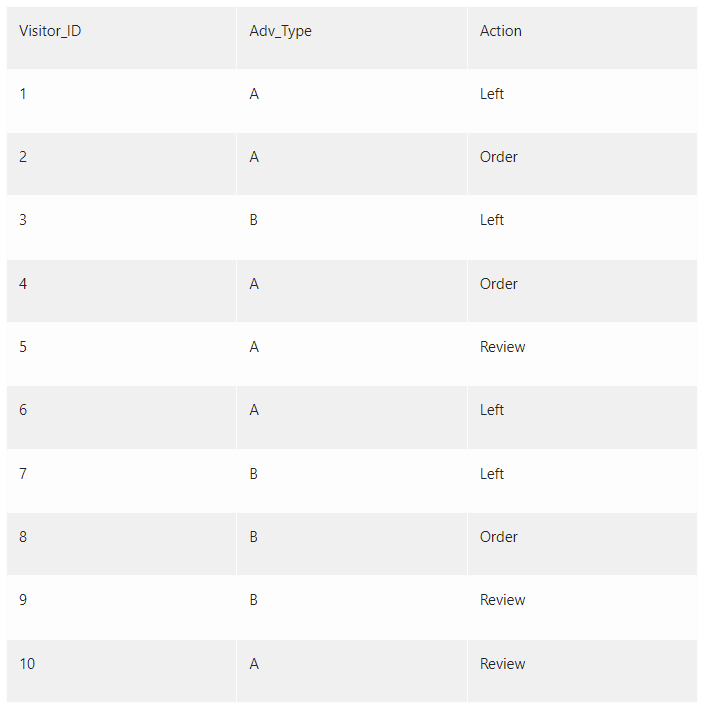 Visitor_ID Adv_Type Action
1 A Left
2 A Order
3 B Left
4 A Order
5 A Review
6 A Left
7 B Left
8 B Order
9 B Review
10 A Review